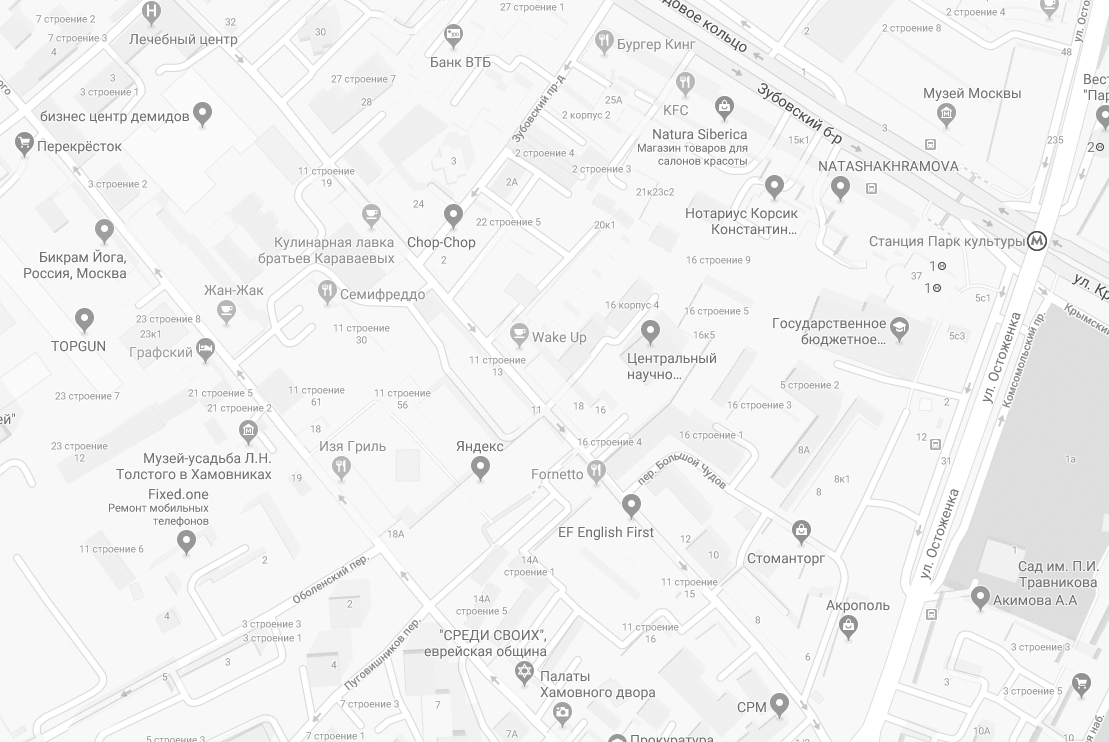 7 строение 2
27 строение 1
32
7 строение 3
Лечебный центр
30
Банк ВТБ
Бургер Кинг
Садовое кольцо
2 строение 4
48
3 строение 1
27 строение 7
28
1
KFC
25А
2 корпус 2
Зубовский пр-д
Зубовский б-р
Музей Москвы
бизнес центр демидов
Natura Siberica
Магазин товаров для
салонов красоты
15к1
3
235
2
Перекрёсток
2 строение 4
2 строение 3
NATASHAKHRAMOVA
11 строение
19
3
3 строение 2
2А
21к23с2
24
22 строение 5
20к1
Нотариус Корсик
Константин...
Chop-Chop
Кулинарная лавка
братьев Караваевых
Бикрам Йога,
Россия, Москва
2
Станция Парк культуры
16 строение 9
37
1
1
5с1
Жан-Жак
Семифреддо
16 корпус 4
16 строение 5
23 строение 8
23к1
TOPGUN
11 строение
30
Wake Up
16к5
Государственное
бюджетное...
5с3
Графский
ул. Остоженка
Комсомольский пр.
11 строение
13
Центральный
научно...
5 строение 2
23 строение 7
21 строение 5
11 строение
61
11 строение
56
21 строение 2
11
18
16
16 строение 3
2
18
16 строение 4
16 строение 1
12
23 строение
12
Изя Гриль
Яндекс
8А
31
1а
Музей-усадьба Л.Н.
Толстого в Хамовниках
19
Fornetto
пер. Большой Чудов
8
8к1
Fixed.one
Ремонт мобильных
телефонов
EF English First
ул. Остоженка
18А
12
10
Стоманторг
11 строение 6
2
14А
строение 1
Оболенский пер.
11 строение
15
1
Сад им. П.И.
Травникова
4
2
14А
строение 5
Акрополь
Акимова А.А
3 строение 3
3 строение 1
4
"СРЕДИ СВОИХ",
еврейская община
11 строение
16
8
3 строение 3
3
Пуговишников пер.
6
5
Палаты
Хамовного двора
3 строение 5
7 строение 3
СРМ
5 строение 3
7 строение 1
Прокуратура
1/2